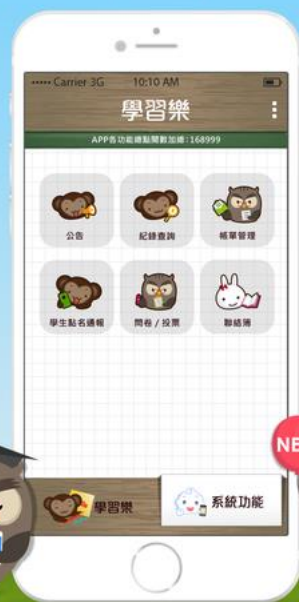 Carrier 3G 10:10 AM
學習樂
APP各功能總點閱數加總:168999
公告 紀錄查詢 帳單管理
學生點名通報 問卷 / 投票 聯絡簿
學習樂 系統功能